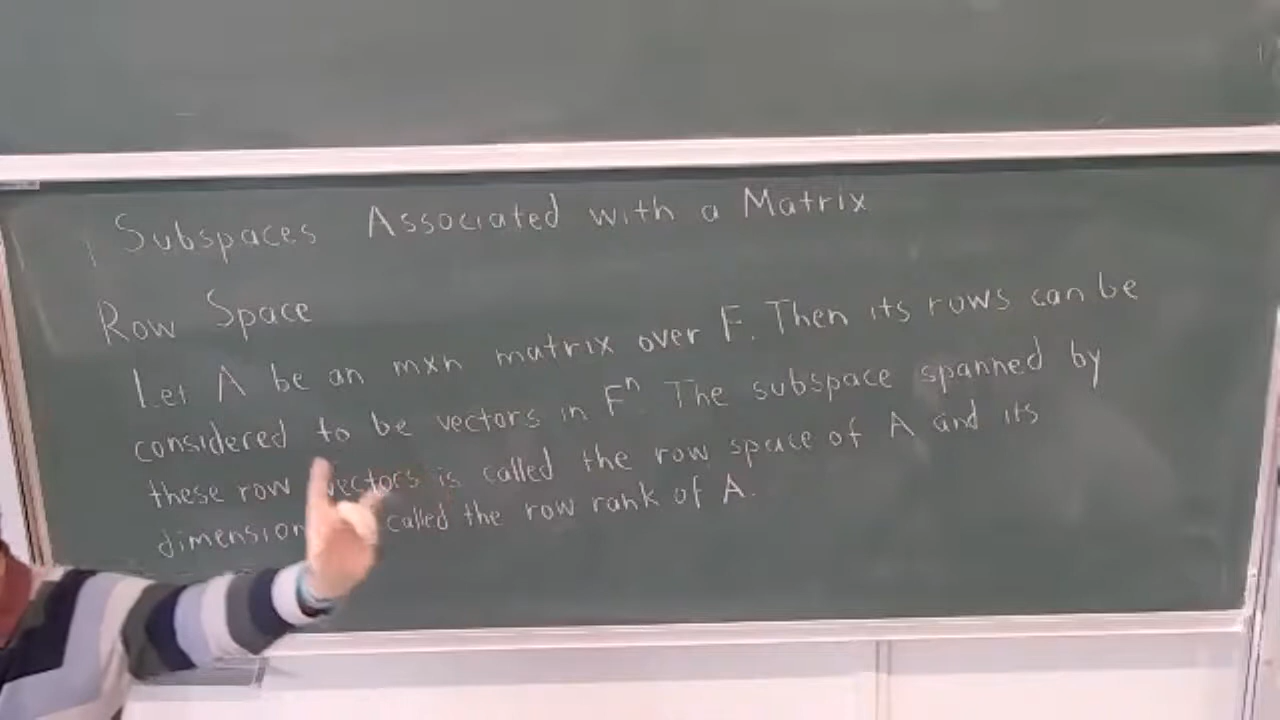 Subspaces Associated with a Matrix
Row Space
Let A be an mxn matrix over F. Then its rows can be
considered to be vectors in Fⁿ. The subspace spanned by
these row vectors is called the row space of A and its
dimension called the row rank of A.